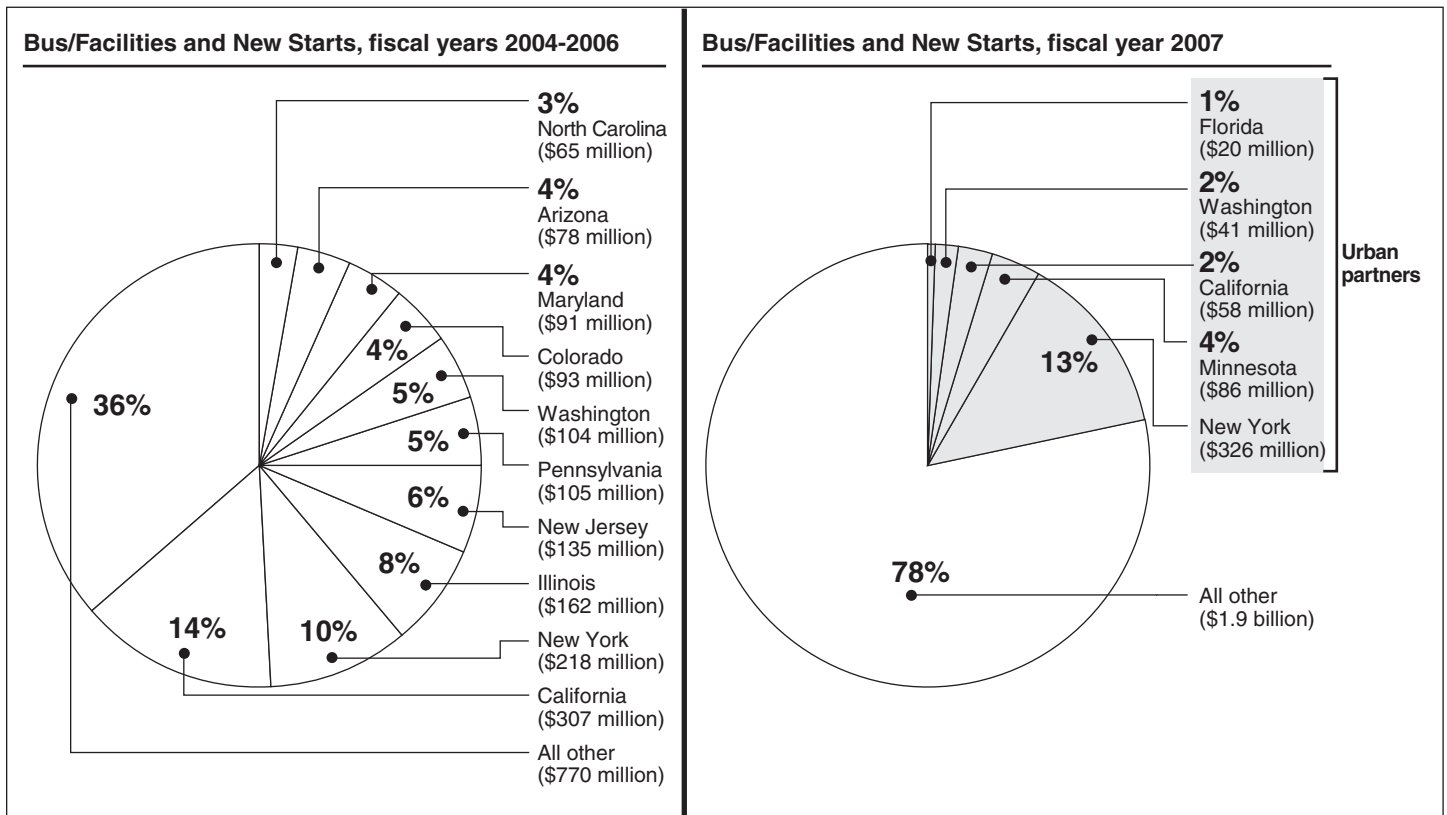 Bus/Facilities and New Starts, fiscal years 2004-2006
3%
North Carolina
($65 million)
4%
Arizona
($78 million)
4%
Maryland
($91 million)
4%
Colorado
($93 million)
5%
Washington
($104 million)
5%
Pennsylvania
($105 million)
6%
New Jersey
($135 million)
8%
Illinois
($162 million)
10%
New York
($218 million)
14%
California
($307 million)
36%
All other
($770 million)
Bus/Facilities and New Starts, fiscal year 2007
1%
Florida
($20 million)
2%
Washington
($41 million)
2%
California
($58 million)
4%
Minnesota
($86 million)
13%
New York
($326 million)
Urban
partners
78%
All other
($1.9 billion)